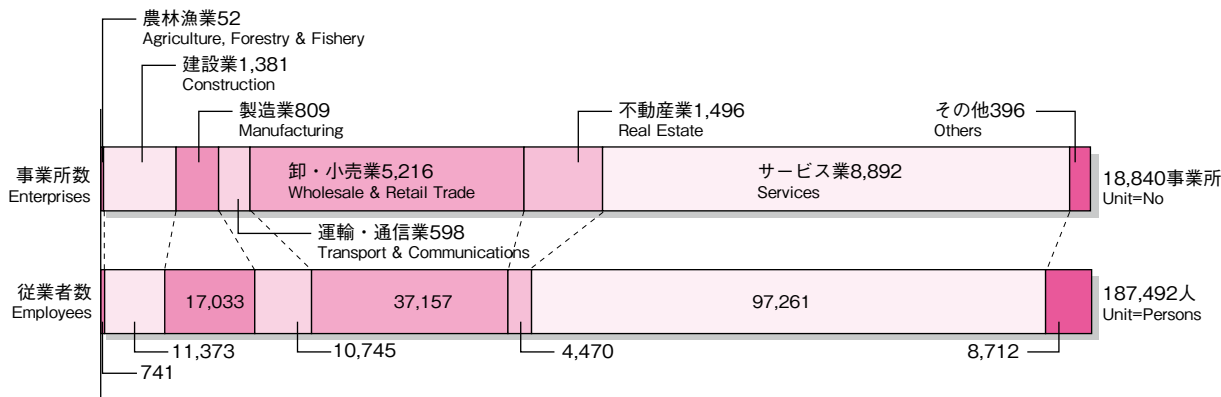 農林漁業52
Agriculture, Forestry & Fishery
建設業1,381
Construction
製造業809
Manufacturing
不動産業1,496
Real Estate
その他396
Others
事業所数
Enterprises
卸・小売業5,216
Wholesale & Retail Trade
サービス業8,892
Services
18,840事業所
Unit=No
運輸・通信業598
Transport & Communications
従業者数
Employees
17,033
37,157
97,261
187,492人
Unit=Persons
11,373
10,745
4,470
8,712
741